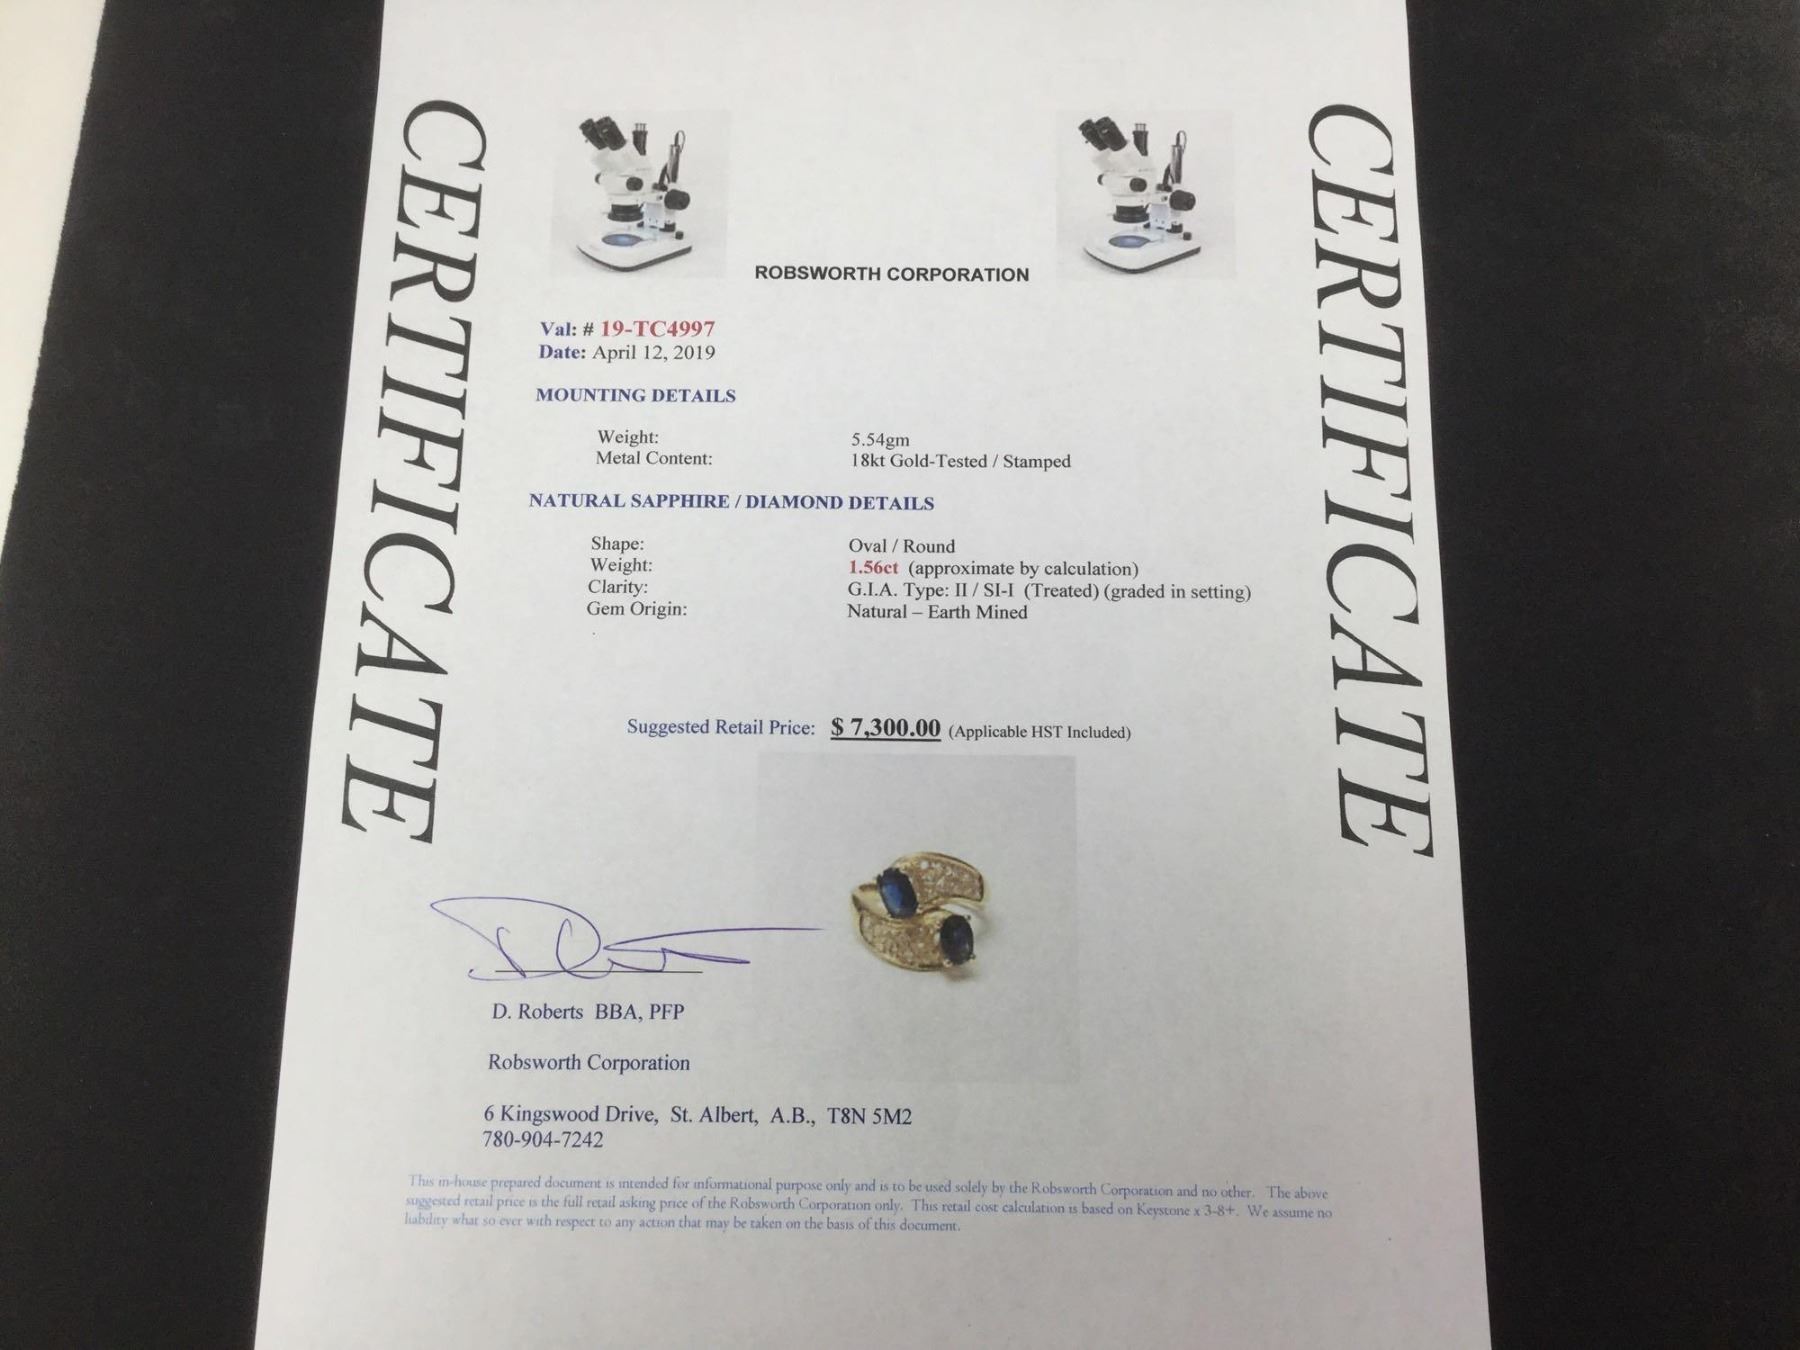 CERTIFICATE
CERTIFICATE
ROBSWORTH CORPORATION
Val: # 19-TC4997
Date: April 12, 2019
MOUNTING DETAILS
Weight: 5.54gm
Metal Content: 18kt Gold-Tested / Stamped
NATURAL SAPPHIRE / DIAMOND DETAILS
Shape: Oval / Round
Weight: 1.56ct (approximate by calculation)
Clarity: G.I.A. Type: II / SI-I (Treated) (graded in setting)
Gem Origin: Natural – Earth Mined
Suggested Retail Price: $ 7,300.00 (Applicable HST Included)
D. Roberts BBA, PFP
Robsworth Corporation
6 Kingswood Drive, St. Albert, A.B., T8N 5M2
780-904-7242
This in-house prepared document is intended for informational purpose only and is to be used solely by the Robsworth Corporation and no other. The above
suggested retail price is the full retail asking price of the Robsworth Corporation only. This retail cost calculation is based on Keystone x 3-8+. We assume no
liability what so ever with respect to any action that may be taken on the basis of this document.